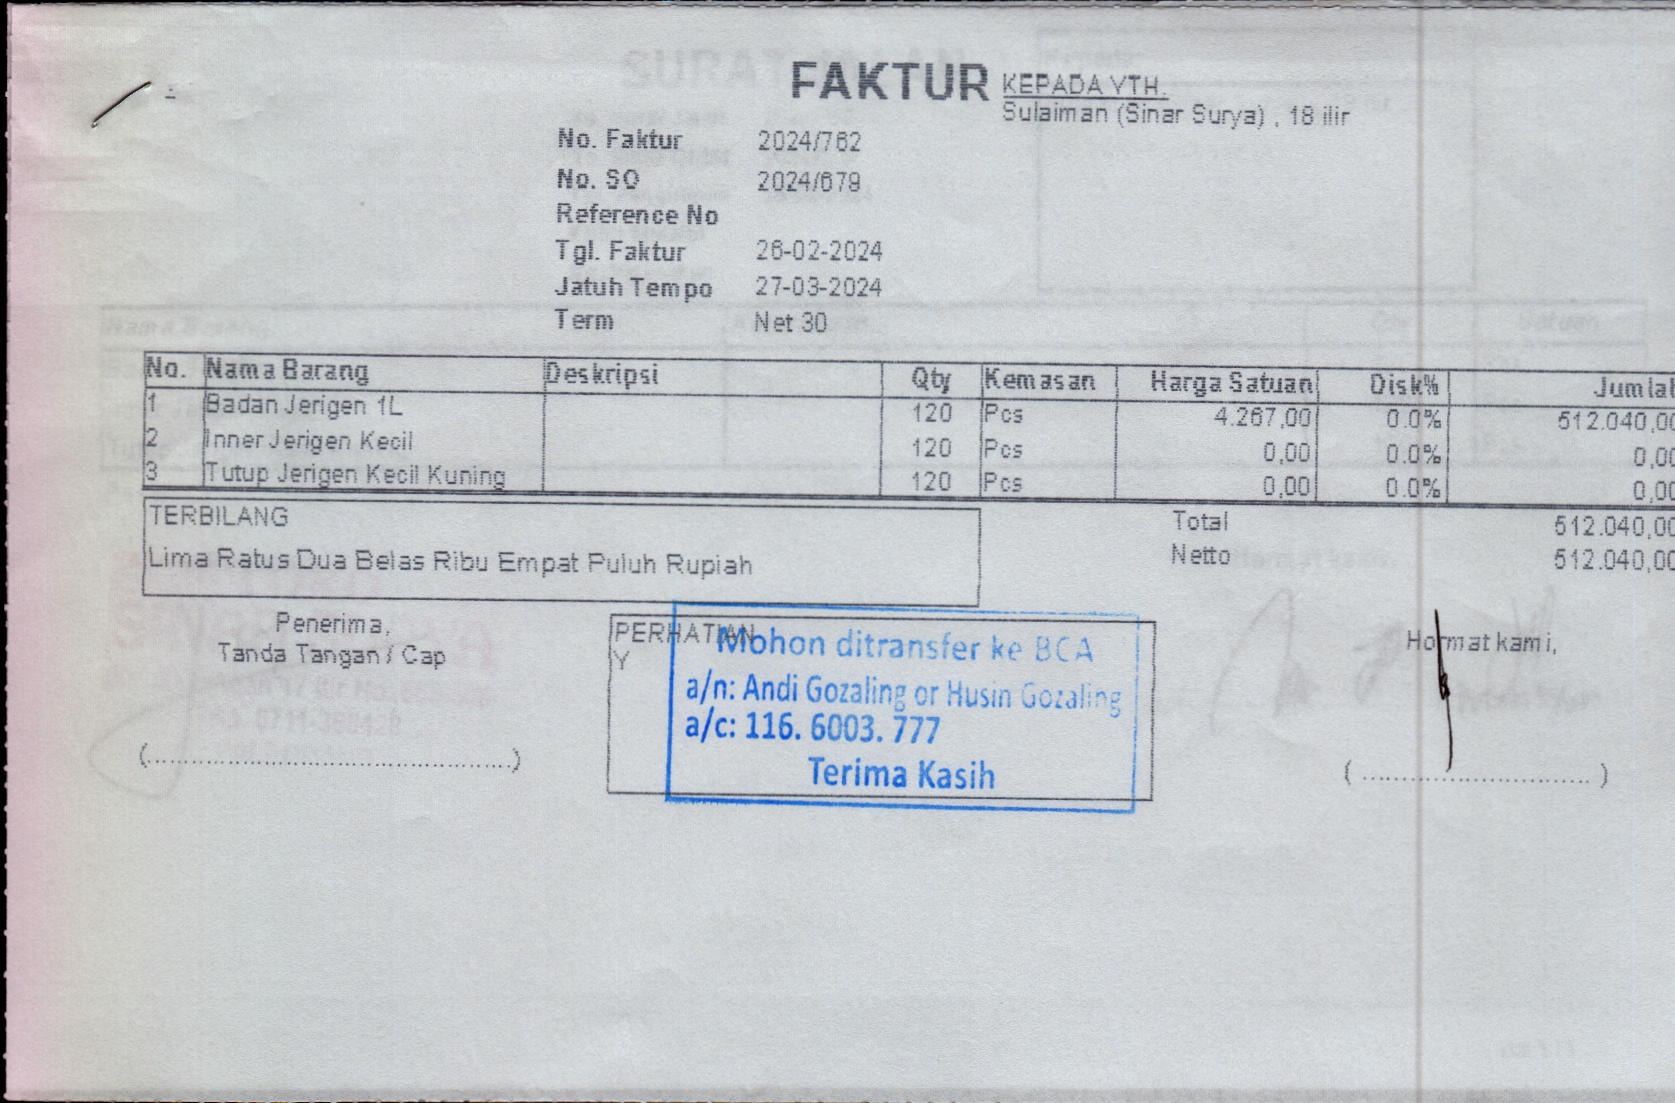 FAKTUR
KEPADA YTH.
Sulaiman (Sinar Surya) , 18 ilir
No. Faktur 2024/762
No. SO 2024/679
Reference No
Tgl. Faktur 26-02-2024
Jatuh Tempo 27-03-2024
Term Net 30
No. Nama Barang Deskripsi Qty Kemasan Harga Satuan Disk% Jumlah
1 Badan Jerigen 1L 120 Pcs 4.267,00 0.0% 512.040,00
2 Inner Jerigen Kecil 120 Pcs 0,00 0.0% 0,00
3 Tutup Jerigen Kecil Kuning 120 Pcs 0,00 0.0% 0,00
TERBILANG
Lima Ratus Dua Belas Ribu Empat Puluh Rupiah
Total 512.040,00
Netto 512.040,00
Penerima,
Tanda Tangan / Cap
(..............................................)
PERHATIAN
Y
Mohon ditransfer ke BCA
a/n: Andi Gozaling or Husin Gozaling
a/c: 116. 6003. 777
Terima Kasih
Hormat kami,
( ............................. )